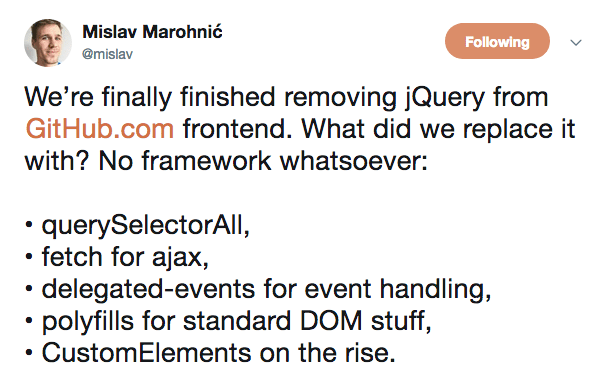 Mislav Marohnić
@mislav
Following
We’re finally finished removing jQuery from
GitHub.com frontend. What did we replace it
with? No framework whatsoever:
• querySelectorAll,
• fetch for ajax,
• delegated-events for event handling,
• polyfills for standard DOM stuff,
• CustomElements on the rise.